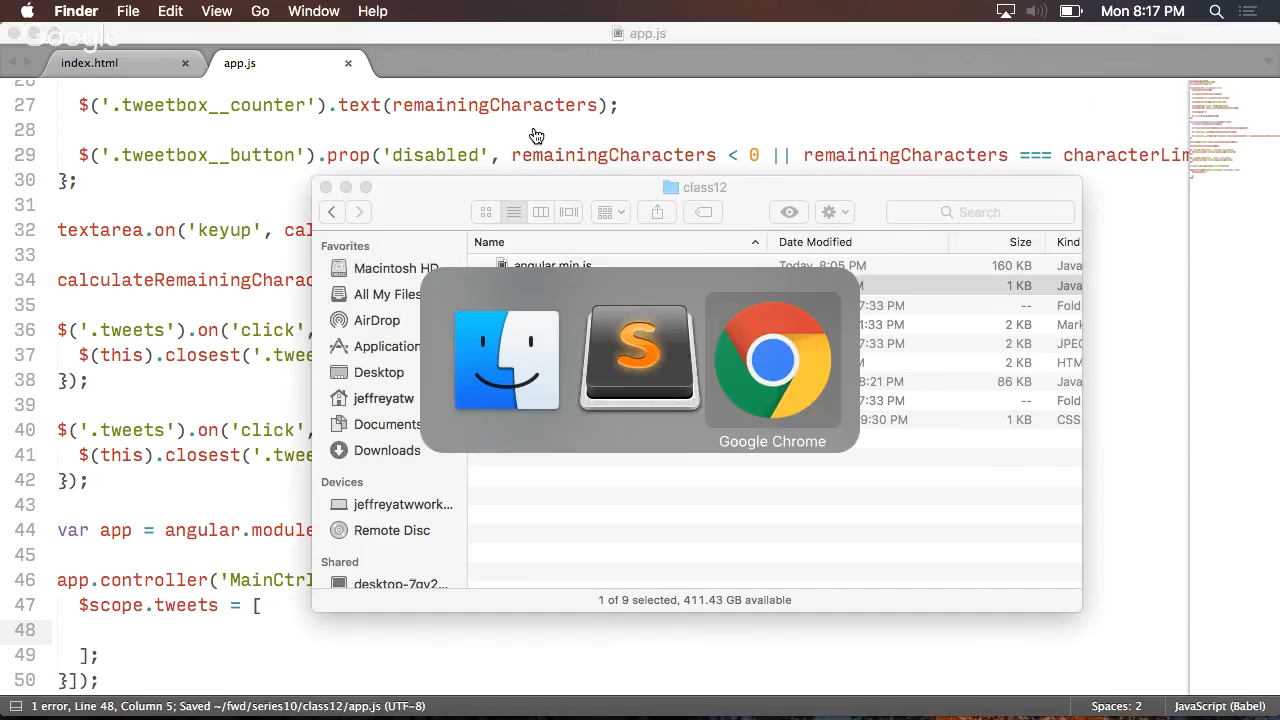 Finder File Edit View Go Window Help Mon 8:17 PM
Google
app.js
index.html × app.js ×
26
27 $('.tweetbox__counter').text(remainingCharacters);
28
29 $('.tweetbox__button').prop('disabled', remainingCharacters < 0 remainingCharacters === characterLim
30 };
31
32 textarea.on('keyup', cal
33
34 calculateRemainingCharac
35
36 $('.tweets').on('click',
37 $(this).closest('.twee
38 });
39
40 $('.tweets').on('click',
41 $(this).closest('.twee
42 });
43
44 var app = angular.module
45
46 app.controller('MainCtrl
47 $scope.tweets = [
48
49 ];
50 }]);
class12
Search
Favorites
Macintosh HD
All My Files
AirDrop
Application
Desktop
jeffreyatw
Documents
Downloads
Devices
jeffreyatwwork...
Remote Disc
Shared
desktop-7gv2...
Name Date Modified Size Kind
angular.min.js Today, 8:05 PM 160 KB Java
M 1 KB Java
7:33 PM -- Fold
1:33 PM 2 KB Mark
7:33 PM 2 KB JPEG
M 2 KB HTM
8:21 PM 86 KB Java
7:33 PM -- Fold
9:30 PM 1 KB CSS
Google Chrome
1 of 9 selected, 411.43 GB available
1 error, Line 48, Column 5; Saved ~/fwd/series10/class12/app.js (UTF-8) Spaces: 2 JavaScript (Babel)